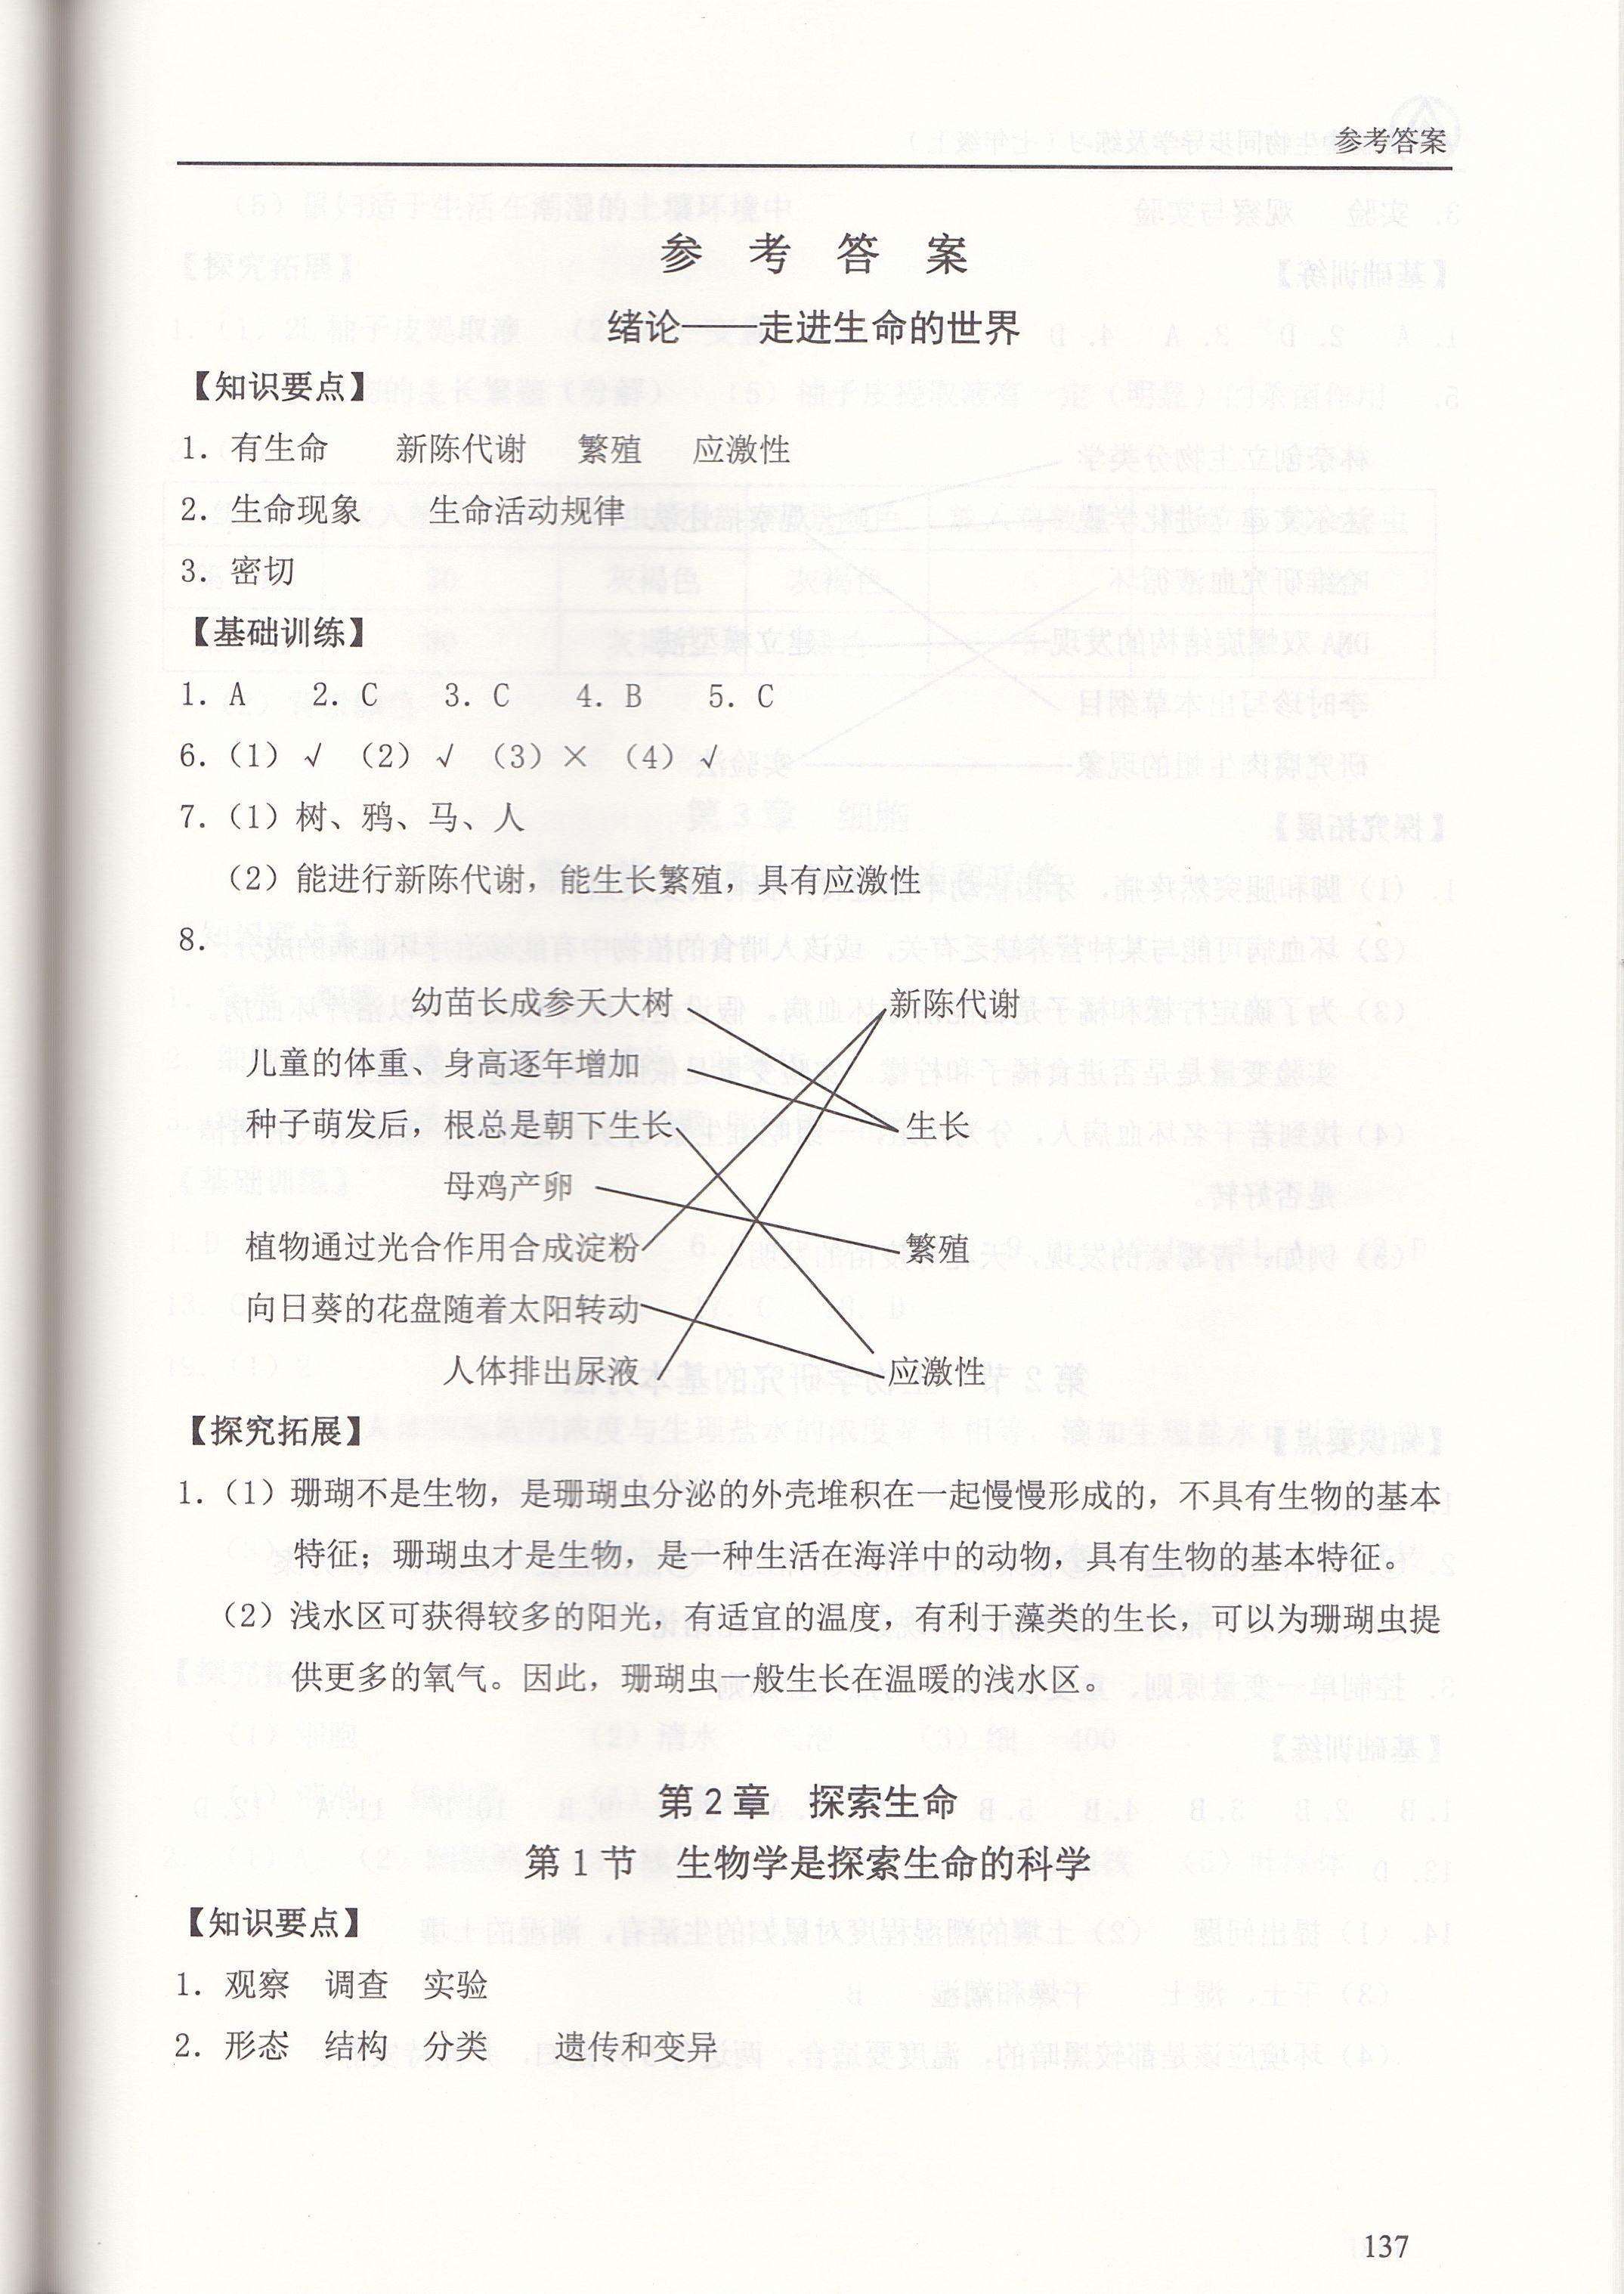 参考答案
参 考 答 案
绪论——走进生命的世界
【知识要点】
1. 有生命 新陈代谢 繁殖 应激性
2. 生命现象 生命活动规律
3. 密切
【基础训练】
1. A 2. C 3. C 4. B 5. C
6.（1）√ （2）√ （3）× （4）√
7.（1）树、鸦、马、人
（2）能进行新陈代谢，能生长繁殖，具有应激性
8.
幼苗长成参天大树 新陈代谢
儿童的体重、身高逐年增加
种子萌发后，根总是朝下生长 生长
母鸡产卵
植物通过光合作用合成淀粉 繁殖
向日葵的花盘随着太阳转动
人体排出尿液 应激性
【探究拓展】
1.（1）珊瑚不是生物，是珊瑚虫分泌的外壳堆积在一起慢慢形成的，不具有生物的基本
特征；珊瑚虫才是生物，是一种生活在海洋中的动物，具有生物的基本特征。
（2）浅水区可获得较多的阳光，有适宜的温度，有利于藻类的生长，可以为珊瑚虫提
供更多的氧气。因此，珊瑚虫一般生长在温暖的浅水区。
第2章 探索生命
第1节 生物学是探索生命的科学
【知识要点】
1. 观察 调查 实验
2. 形态 结构 分类 遗传和变异
137